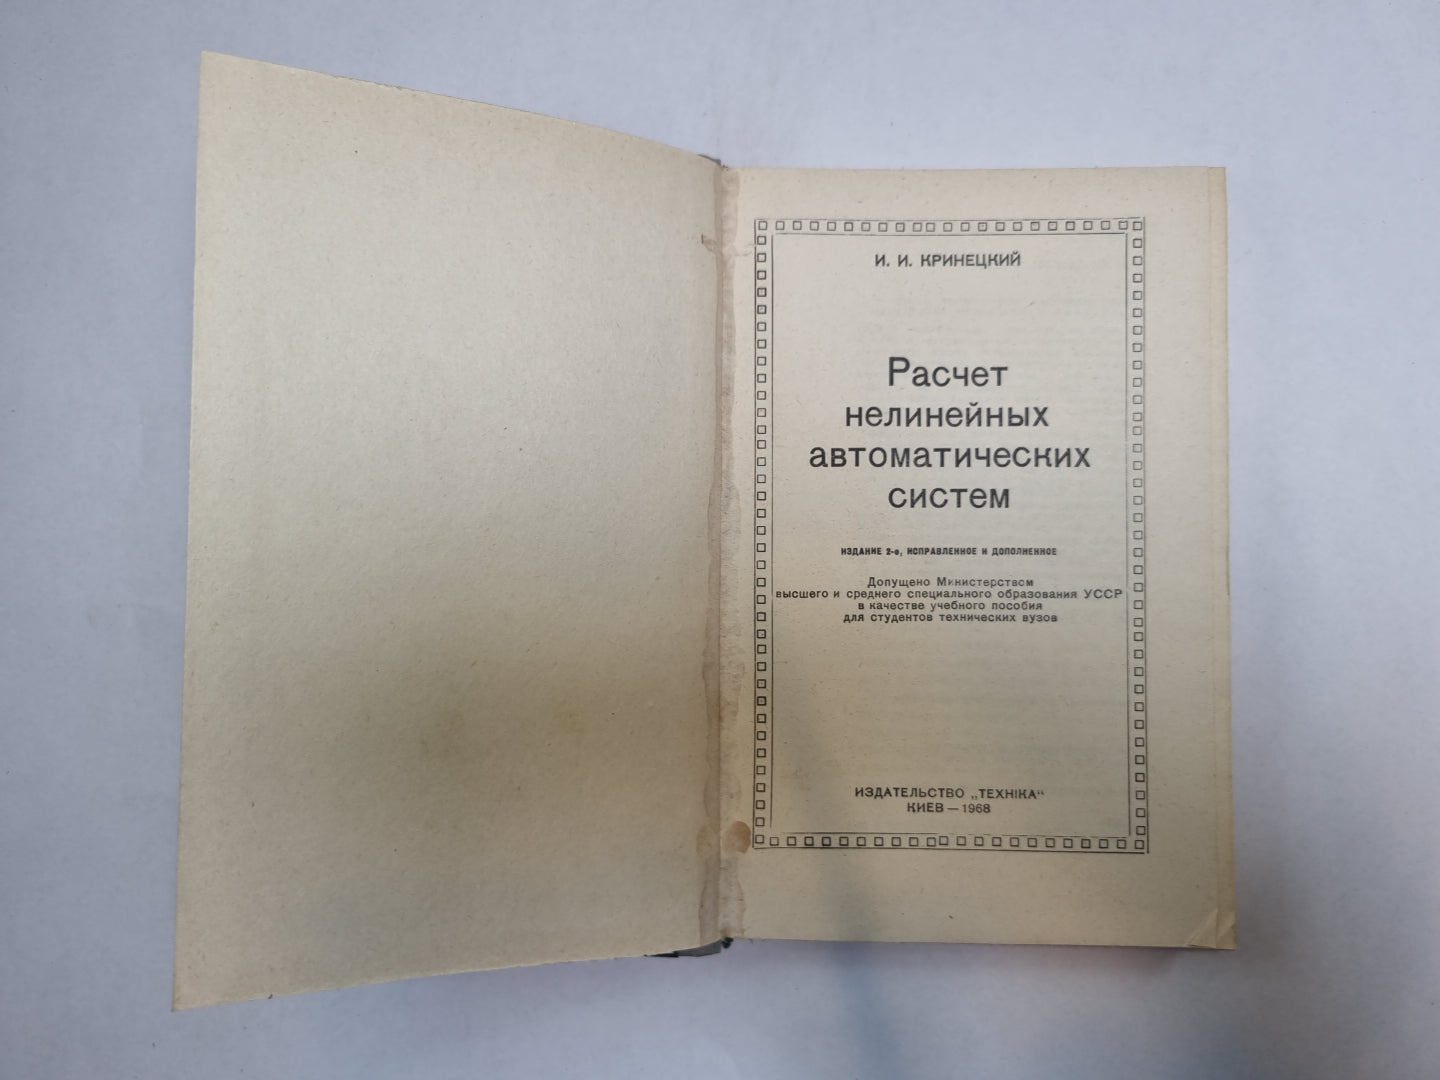 И. И. КРИНЕЦКИЙ
Расчет
нелинейных
автоматических
систем
ИЗДАНИЕ 2-е, ИСПРАВЛЕННОЕ И ДОПОЛНЕННОЕ
Допущено Министерством
высшего и среднего специального образования УССР
в качестве учебного пособия
для студентов технических вузов
ИЗДАТЕЛЬСТВО „ТЕХНІКА“
КИЕВ — 1968